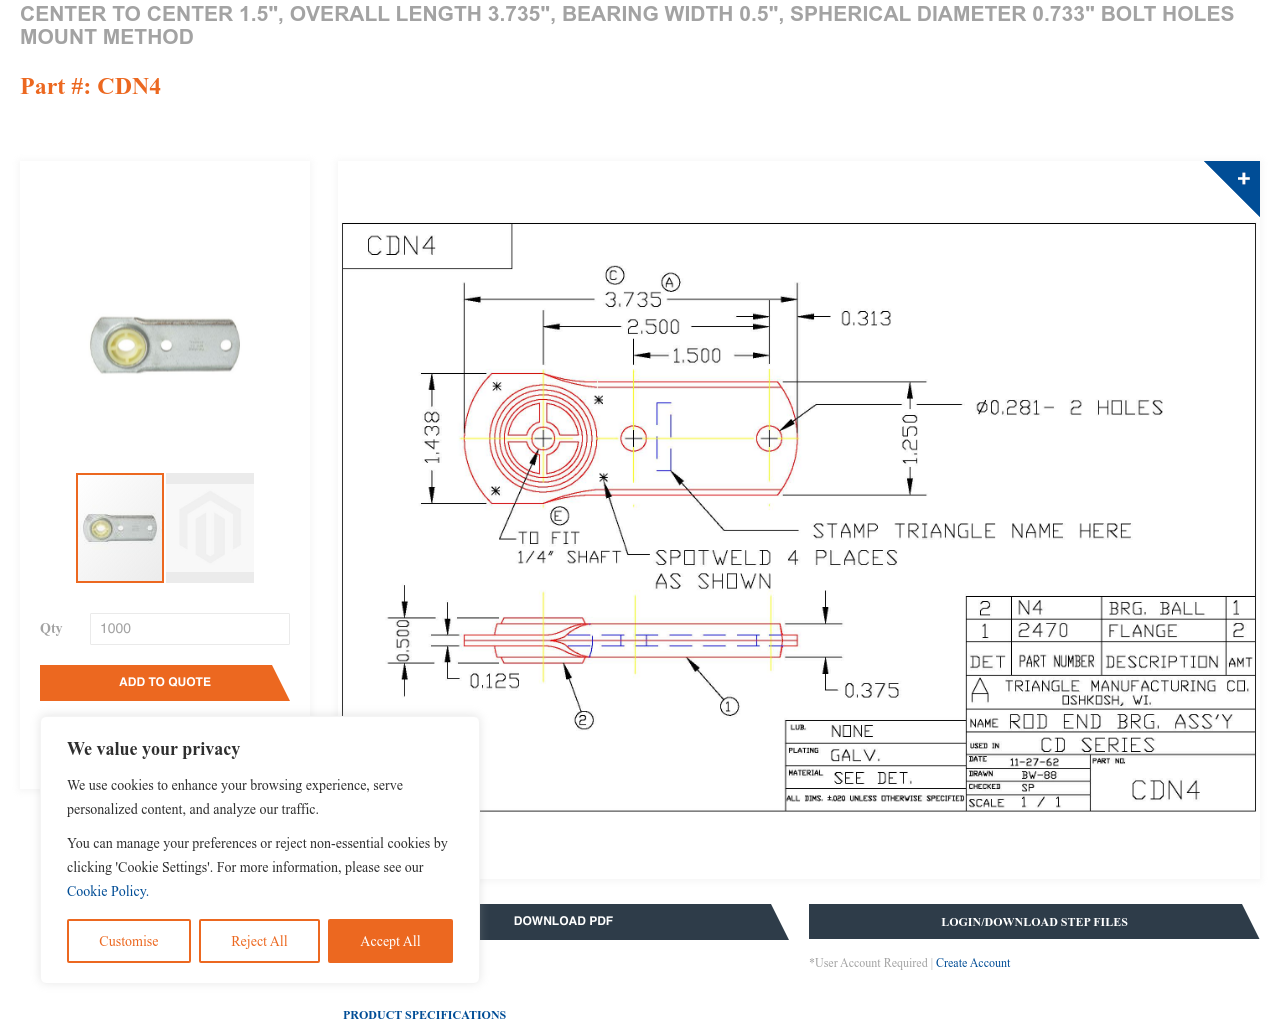 CENTER TO CENTER 1.5", OVERALL LENGTH 3.735", BEARING WIDTH 0.5", SPHERICAL DIAMETER 0.733" BOLT HOLES
MOUNT METHOD
Part #: CDN4
+
CDN4
C
A
3.735
0.313
2.500
1.500
Ø0.281- 2 HOLES
1.438
1.250
E
TO FIT
1/4" SHAFT
STAMP TRIANGLE NAME HERE
SPOTWELD 4 PLACES
AS SHOWN
0.500
0.125
0.375
2
1
2 N4 BRG. BALL 1
1 2470 FLANGE 2
DET PART NUMBER DESCRIPTION AMT
A TRIANGLE MANUFACTURING CO.
OSHKOSH, WI.
NAME ROD END BRG. ASS'Y
USED IN CD SERIES
DATE 11-27-62 PART NO.
DRAWN BW-88
CHECKED SP
SCALE 1 / 1
CDN4
LUB. NONE
PLATING GALV.
MATERIAL SEE DET.
ALL DIMS. ±.020 UNLESS OTHERWISE SPECIFIED
Qty 1000
ADD TO QUOTE
We value your privacy
We use cookies to enhance your browsing experience, serve
personalized content, and analyze our traffic.
You can manage your preferences or reject non-essential cookies by
clicking 'Cookie Settings'. For more information, please see our
Cookie Policy.
Customise Reject All Accept All
DOWNLOAD PDF
LOGIN/DOWNLOAD STEP FILES
*User Account Required | Create Account
PRODUCT SPECIFICATIONS